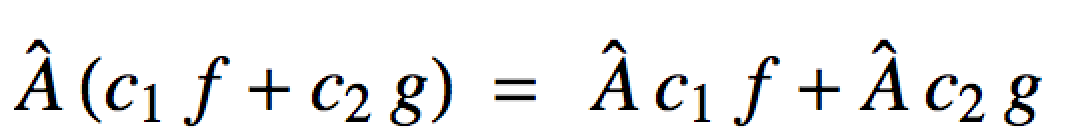 Â (c₁ f + c₂ g) = Â c₁ f + Â c₂ g